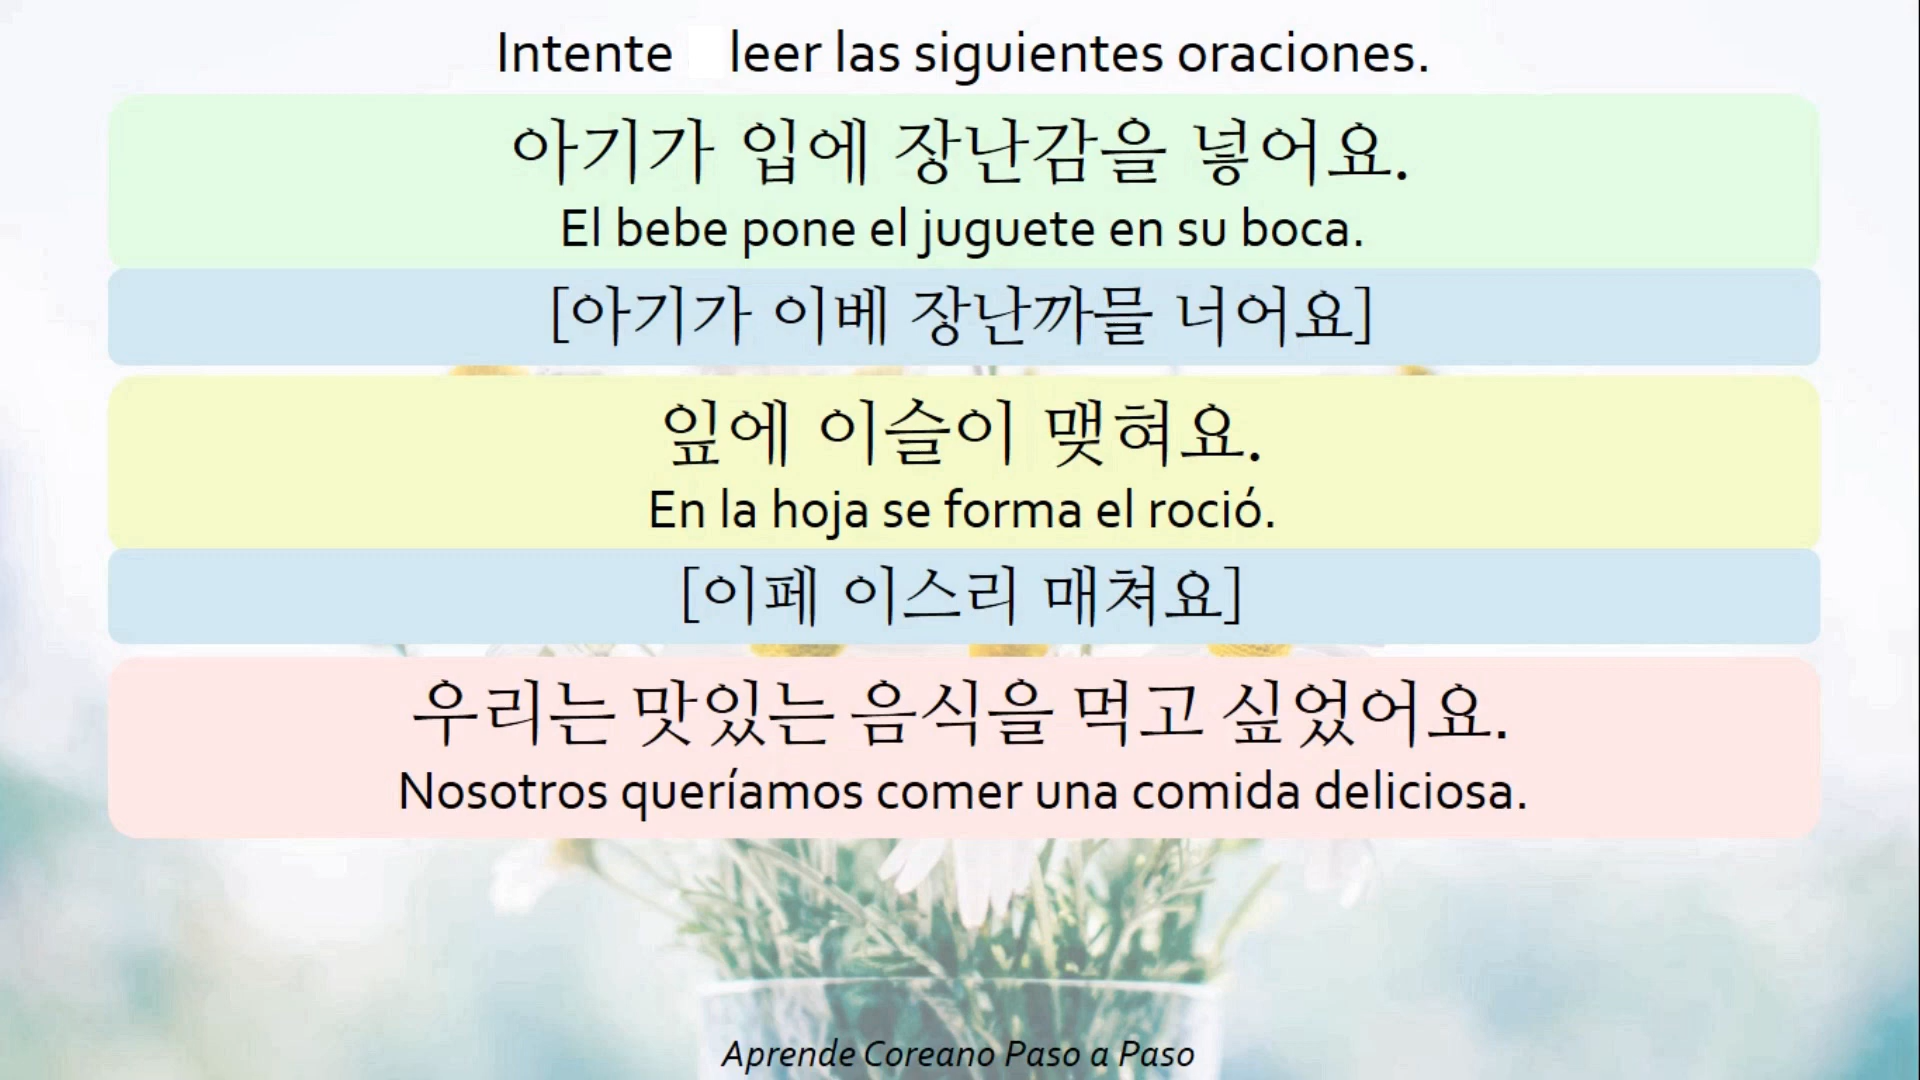 Intente leer las siguientes oraciones.
아기가 입에 장난감을 넣어요.
El bebe pone el juguete en su boca.
[아기가 이베 장난까믈 너어요]
잎에 이슬이 맺혀요.
En la hoja se forma el roció.
[이페 이스리 매쳐요]
우리는 맛있는 음식을 먹고 싶었어요.
Nosotros queríamos comer una comida deliciosa.
Aprende Coreano Paso a Paso